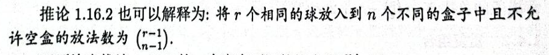 推论 1.16.2 也可以解释为: 将 r 个相同的球放入到 n 个不同的盒子中且不允
许空盒的放法数为 (r−1 n−1).